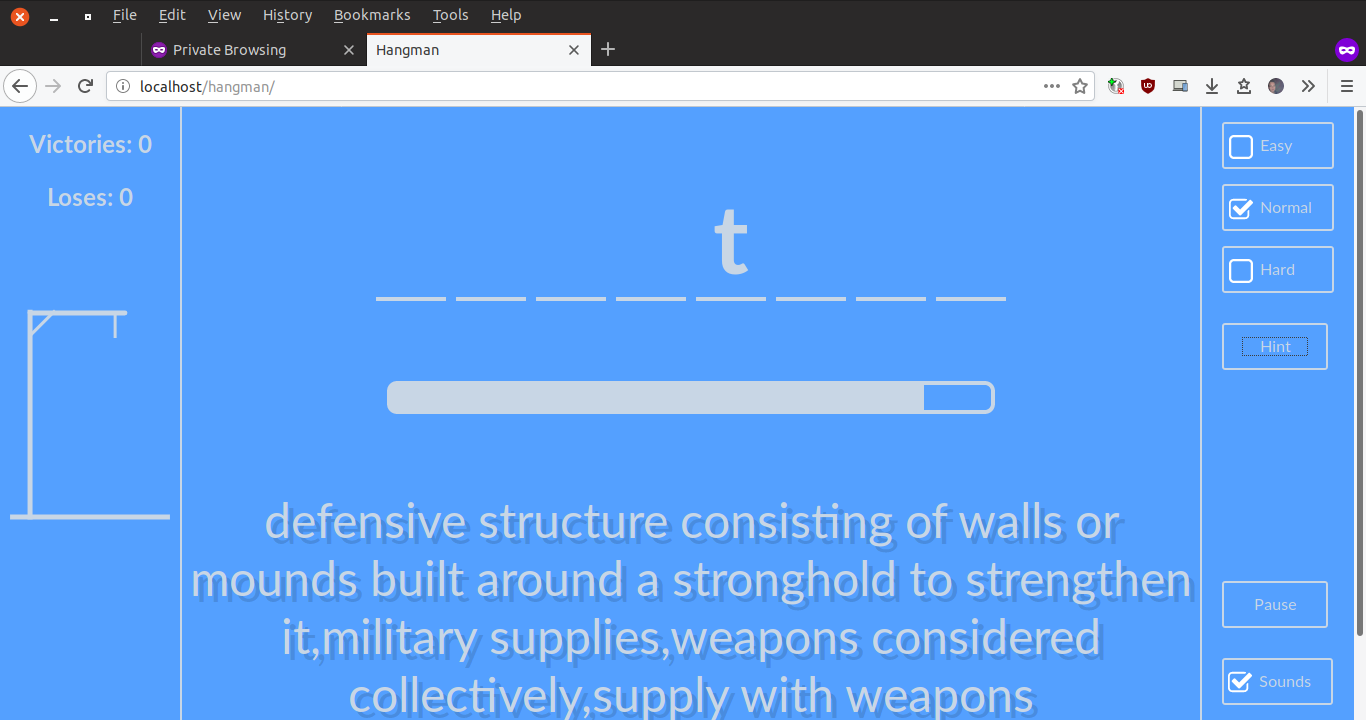 File Edit View History Bookmarks Tools Help
Private Browsing
Hangman
localhost/hangman/
Victories: 0
Loses: 0
t
defensive structure consisting of walls or
mounds built around a stronghold to strengthen
it,military supplies,weapons considered
collectively,supply with weapons
Easy
Normal
Hard
Hint
Pause
Sounds